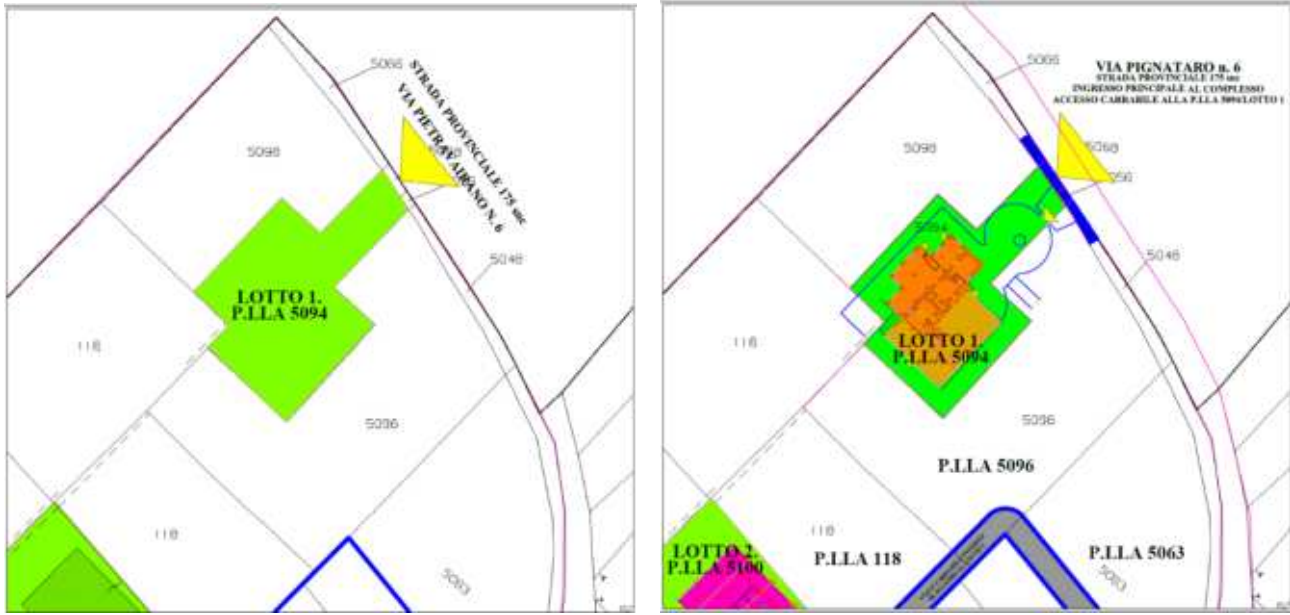 5066
STRADA PROVINCIALE 175 snc
VIA PIETRAVAIRANO N. 6
5098
5048
LOTTO 1.
P.LLA 5094
118
5096
118
5063
5066
VIA PIGNATARO n. 6
STRADA PROVINCIALE 175 snc
INGRESSO PRINCIPALE AL COMPLESSO
ACCESSO CARRABILE ALLA P.LLA 5094/LOTTO 1
5098
5068
5048
5094
LOTTO 1.
P.LLA 5094
118
5096
P.LLA 5096
118
LOTTO 2.
P.LLA 5100
P.LLA 118
P.LLA 5063
5063